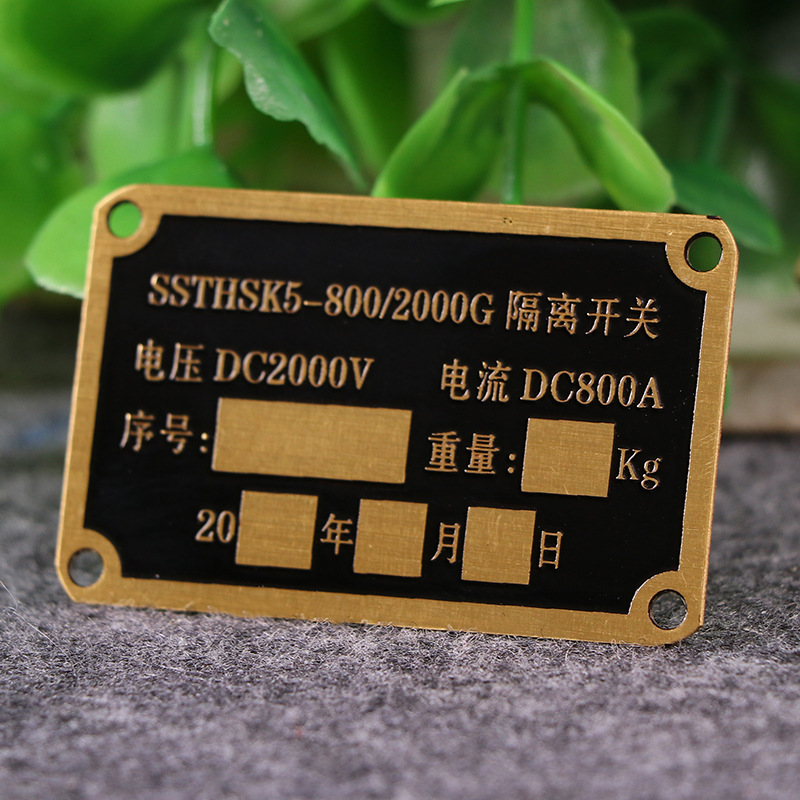 SSTHSK5-800/2000G 隔离开关
电压 DC2000V 电流 DC800A
序号: 重量: Kg
20 年 月 日